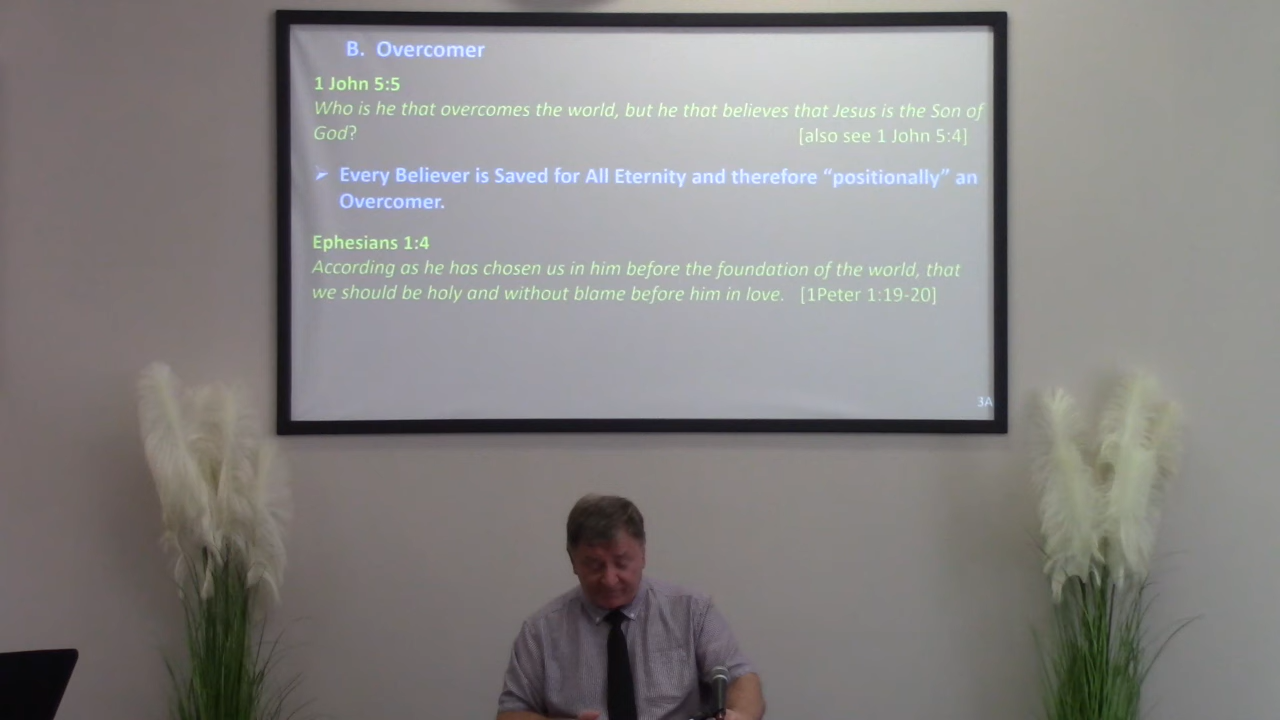 B. Overcomer
1 John 5:5
Who is he that overcomes the world, but he that believes that Jesus is the Son of
God? [also see 1 John 5:4]
➢ Every Believer is Saved for All Eternity and therefore “positionally” an
Overcomer.
Ephesians 1:4
According as he has chosen us in him before the foundation of the world, that
we should be holy and without blame before him in love. [1Peter 1:19-20]
3A